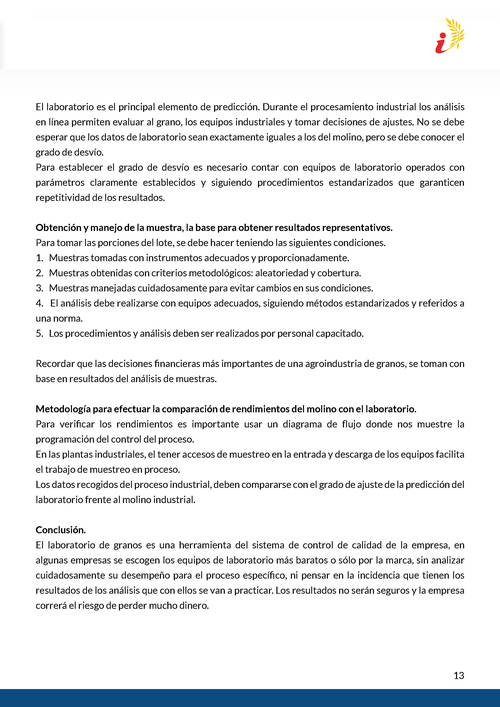 i
El laboratorio es el principal elemento de predicción. Durante el procesamiento industrial los análisis
en línea permiten evaluar al grano, los equipos industriales y tomar decisiones de ajustes. No se debe
esperar que los datos de laboratorio sean exactamente iguales a los del molino, pero se debe conocer el
grado de desvío.
Para establecer el grado de desvío es necesario contar con equipos de laboratorio operados con
parámetros claramente establecidos y siguiendo procedimientos estandarizados que garanticen
repetitividad de los resultados.
Obtención y manejo de la muestra, la base para obtener resultados representativos.
Para tomar las porciones del lote, se debe hacer teniendo las siguientes condiciones.
1. Muestras tomadas con instrumentos adecuados y proporcionadamente.
2. Muestras obtenidas con criterios metodológicos: aleatoriedad y cobertura.
3. Muestras manejadas cuidadosamente para evitar cambios en sus condiciones.
4. El análisis debe realizarse con equipos adecuados, siguiendo métodos estandarizados y referidos a
una norma.
5. Los procedimientos y análisis deben ser realizados por personal capacitado.
Recordar que las decisiones financieras más importantes de una agroindustria de granos, se toman con
base en resultados del análisis de muestras.
Metodología para efectuar la comparación de rendimientos del molino con el laboratorio.
Para verificar los rendimientos es importante usar un diagrama de flujo donde nos muestre la
programación del control del proceso.
En las plantas industriales, el tener accesos de muestreo en la entrada y descarga de los equipos facilita
el trabajo de muestreo en proceso.
Los datos recogidos del proceso industrial, deben compararse con el grado de ajuste de la predicción del
laboratorio frente al molino industrial.
Conclusión.
El laboratorio de granos es una herramienta del sistema de control de calidad de la empresa, en
algunas empresas se escogen los equipos de laboratorio más baratos o sólo por la marca, sin analizar
cuidadosamente su desempeño para el proceso específico, ni pensar en la incidencia que tienen los
resultados de los análisis que con ellos se van a practicar. Los resultados no serán seguros y la empresa
correrá el riesgo de perder mucho dinero.
13